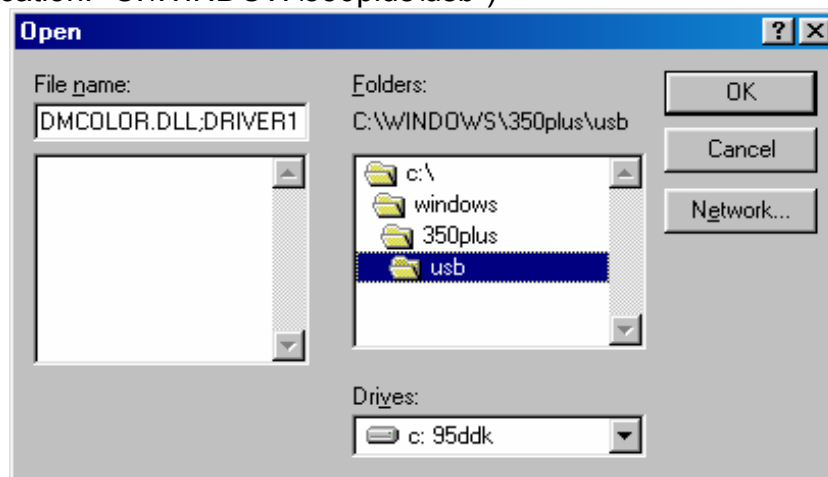 Open
File name:
DMCOLOR.DLL;DRIVER1
Folders:
C:\WINDOWS\350plus\usb
c:\
windows
350plus
usb
Drives:
c: 95ddk
OK
Cancel
Network...